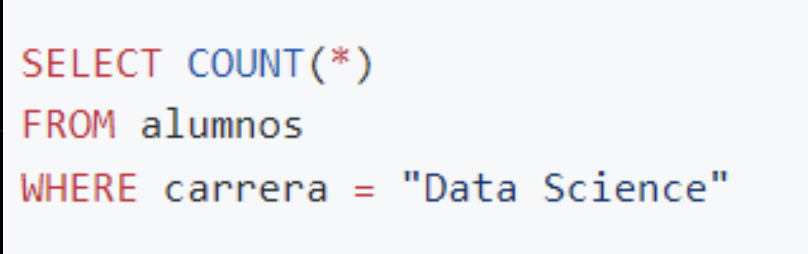 SELECT COUNT(*)
FROM alumnos
WHERE carrera = "Data Science"